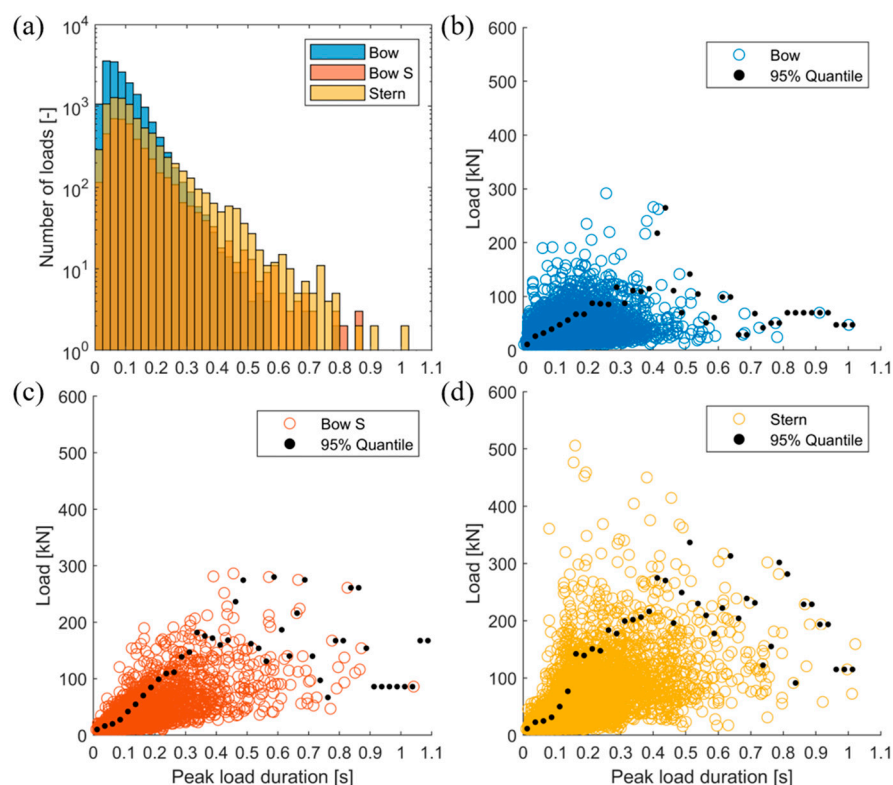 (a)
Number of loads [-]
10^4
10^3
10^2
10^1
10^0
Bow
Bow S
Stern
0 0.1 0.2 0.3 0.4 0.5 0.6 0.7 0.8 0.9 1 1.1
(b)
Load [kN]
600
500
400
300
200
100
0
Bow
95% Quantile
0 0.1 0.2 0.3 0.4 0.5 0.6 0.7 0.8 0.9 1 1.1
(c)
Load [kN]
600
500
400
300
200
100
0
Bow S
95% Quantile
0 0.1 0.2 0.3 0.4 0.5 0.6 0.7 0.8 0.9 1 1.1
Peak load duration [s]
(d)
Load [kN]
600
500
400
300
200
100
0
Stern
95% Quantile
0 0.1 0.2 0.3 0.4 0.5 0.6 0.7 0.8 0.9 1 1.1
Peak load duration [s]